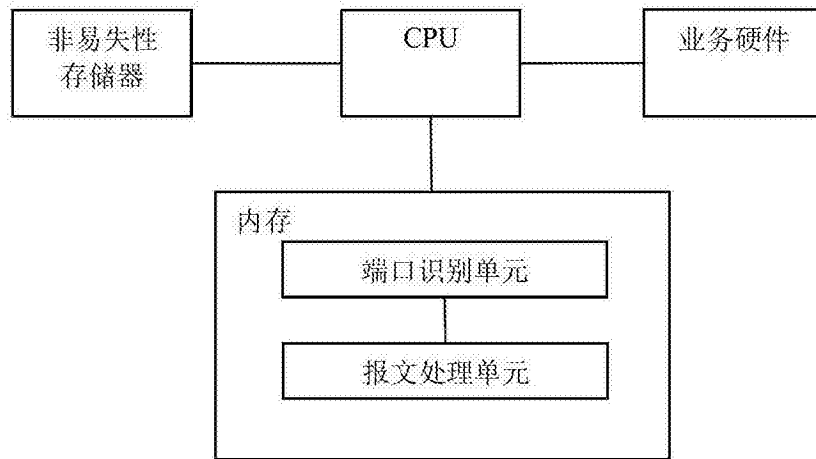 非易失性
存储器
CPU
业务硬件
内存
端口识别单元
报文处理单元